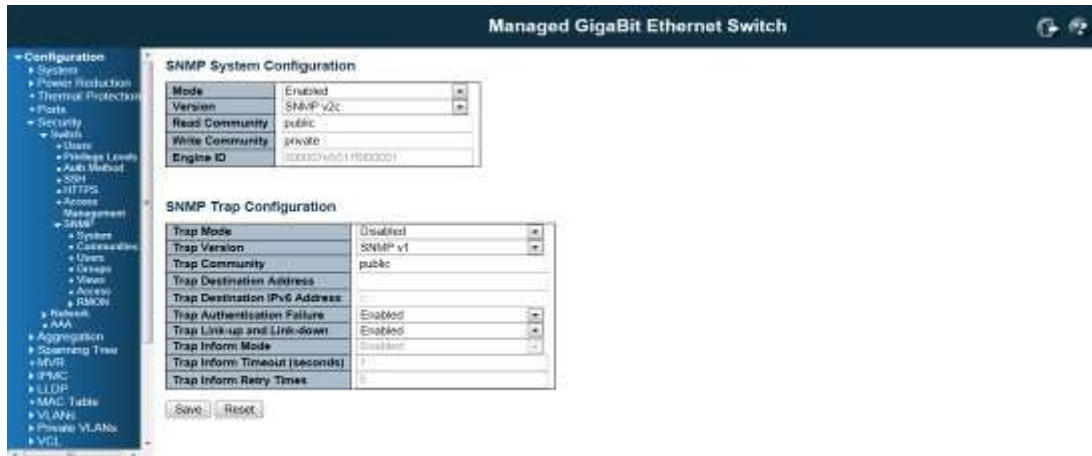 Managed GigaBit Ethernet Switch
Configuration
System
Power Reduction
Thermal Protection
Ports
Security
Switch
Users
Privilege Levels
Auth Method
SSH
HTTPS
Access
Management
SNMP
System
Communities
Users
Groups
Views
Access
RMON
Network
AAA
Aggregation
Spanning Tree
MVR
IPMC
LLDP
MAC Table
VLANs
Private VLANs
VCL
SNMP System Configuration
Mode Enabled
Version SNMP v2c
Read Community public
Write Community private
Engine ID
SNMP Trap Configuration
Trap Mode Disabled
Trap Version SNMP v1
Trap Community public
Trap Destination Address
Trap Destination IPv6 Address
Trap Authentication Failure Enabled
Trap Link-up and Link-down Enabled
Trap Inform Mode Enabled
Trap Inform Timeout (seconds)
Trap Inform Retry Times
Save Reset